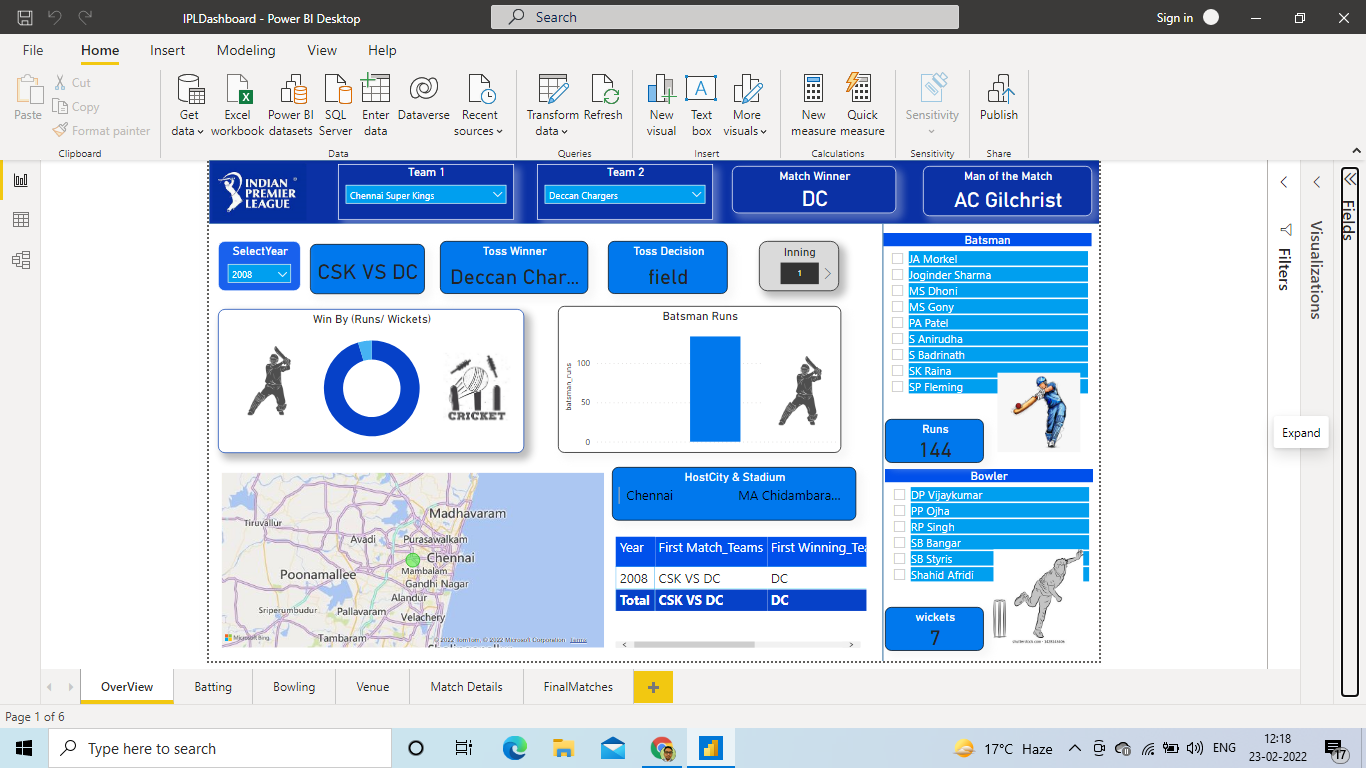 IPLDashboard - Power BI Desktop
Search
Sign in
File Home Insert Modeling View Help
Paste
Cut
Copy
Format painter
Clipboard
Get data
Excel workbook
Power BI datasets
SQL Server
Enter data
Dataverse
Recent sources
Data
Transform data
Refresh
Queries
New visual
Text box
More visuals
Insert
New measure
Quick measure
Calculations
Sensitivity
Sensitivity
Publish
Share
INDIAN
PREMIER
LEAGUE
Team 1
Chennai Super Kings
Team 2
Deccan Chargers
Match Winner
DC
Man of the Match
AC Gilchrist
SelectYear
2008
CSK VS DC
Toss Winner
Deccan Char...
Toss Decision
field
Inning
1
Win By (Runs/ Wickets)
CRICKET
Batsman Runs
batsman_runs
100
50
0
Batsman
JA Morkel
Joginder Sharma
MS Dhoni
MS Gony
PA Patel
S Anirudha
S Badrinath
SK Raina
SP Fleming
Runs
144
Bowler
DP Vijaykumar
PP Ojha
RP Singh
SB Bangar
SB Styris
Shahid Afridi
wickets
7
HostCity & Stadium
Chennai MA Chidambara...
Year First Match_Teams First Winning_Tea
2008 CSK VS DC DC
Total CSK VS DC DC
Madhavaram
Tiruvallur
Avadi
Purasawalkam
Chennai
Poonamallee
Mambalam
Gandhi Nagar
Alandur
Sriperumbudur
Pallavaram
Velachery
Tambaram
Microsoft Bing
© 2022 TomTom, © 2022 Microsoft Corporation Terms
Filters
Visualizations
Fields
Expand
OverView Batting Bowling Venue Match Details FinalMatches
Page 1 of 6
Type here to search
17°C Haze
ENG
12:18
23-02-2022
17